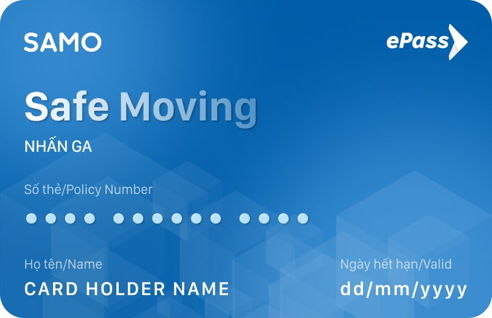 SAMO
ePass
Safe Moving
NHẤN GA
Số thẻ/Policy Number
●●●● ●●●●●● ●●●●
Họ tên/Name
Ngày hết hạn/Valid
CARD HOLDER NAME
dd/mm/yyyy